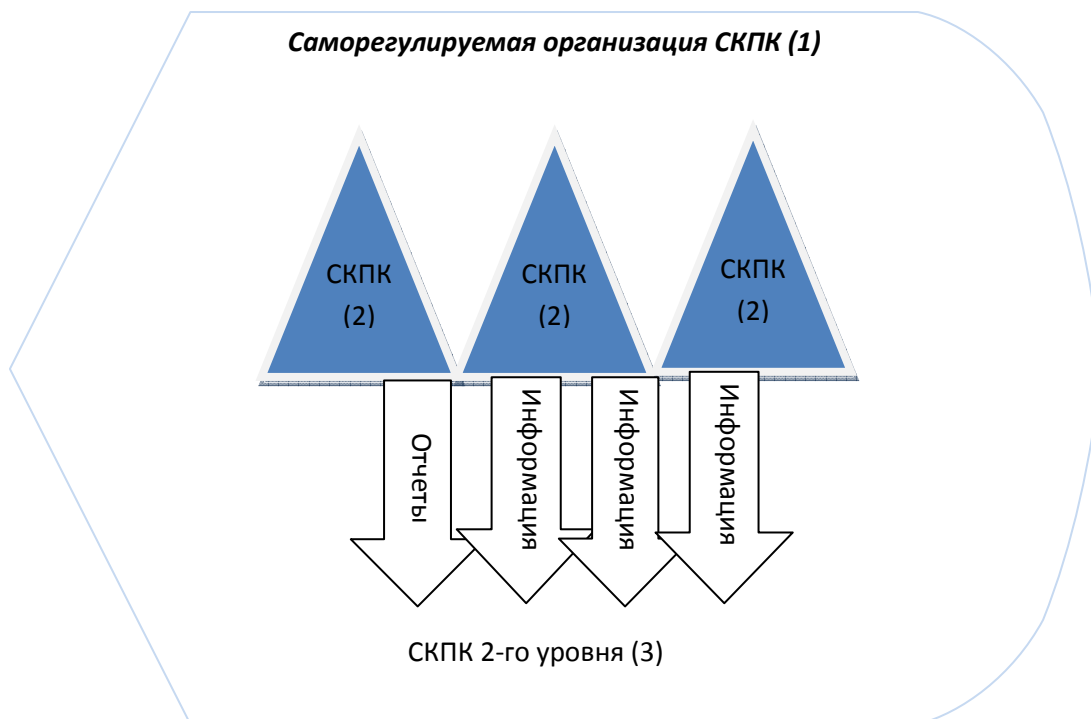 Саморегулируемая организация СКПК (1)
СКПК
(2)
СКПК
(2)
СКПК
(2)
Отчеты
Информация
Информация
Информация
СКПК 2-го уровня (3)